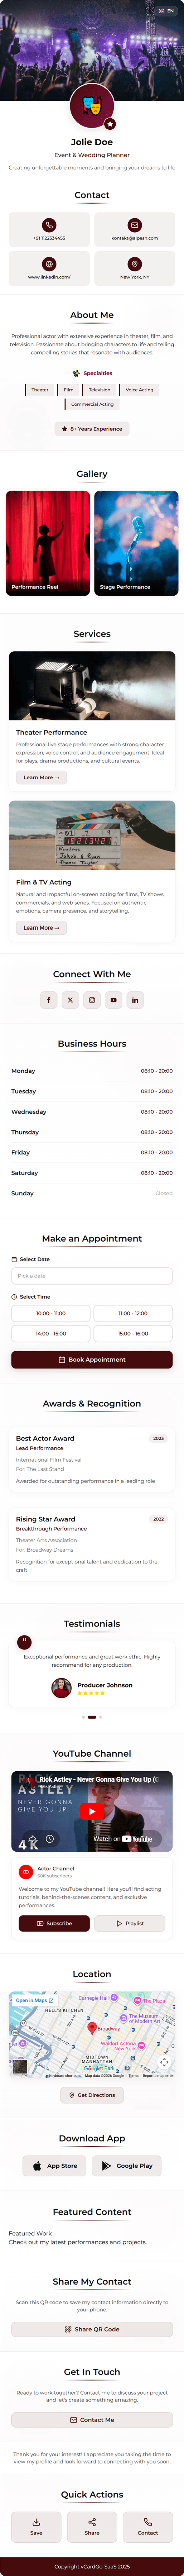 EN
Jolie Doe
Event & Wedding Planner
Creating unforgettable moments and bringing your dreams to life
Contact
+91 1122334455
kontakt@alpesh.com
www.linkedin.com/
New York, NY
About Me
Professional actor with extensive experience in theater, film, and
television. Passionate about bringing characters to life and telling
compelling stories that resonate with audiences.
Specialties
Theater
Film
Television
Voice Acting
Commercial Acting
8+ Years Experience
Gallery
Performance Reel
Stage Performance
Services
Theater Performance
Professional live stage performances with strong character
expression, voice control, and audience engagement. Ideal
for plays, drama productions, and cultural events.
Learn More →
Film & TV Acting
Natural and impactful on-screen acting for films, TV shows,
commercials, and web series. Focused on authentic
emotions, camera presence, and storytelling.
Learn More →
Connect With Me
Business Hours
Monday 08:10 - 20:00
Tuesday 08:10 - 20:00
Wednesday 08:10 - 20:00
Thursday 08:10 - 20:00
Friday 08:10 - 20:00
Saturday 08:10 - 20:00
Sunday Closed
Make an Appointment
Select Date
Pick a date
Select Time
10:00 - 11:00
11:00 - 12:00
14:00 - 15:00
15:00 - 16:00
Book Appointment
Awards & Recognition
Best Actor Award 2023
Lead Performance
International Film Festival
For: The Last Stand
Awarded for outstanding performance in a leading role
Rising Star Award 2022
Breakthrough Performance
Theater Arts Association
For: Broadway Dreams
Recognition for exceptional talent and dedication to the
craft
Testimonials
Exceptional performance and great work ethic. Highly
recommend for any production.
Producer Johnson
YouTube Channel
Rick Astley - Never Gonna Give You Up (
ASTLEY
GONNA
GIVE YOU UP
4K
Watch on YouTube
Actor Channel
50K subscribers
Welcome to my YouTube channel! Here you'll find acting
tutorials, behind-the-scenes content, and exclusive
performances.
Subscribe
Playlist
Location
Open in Maps
Carnegie Hall
The Plaza
HELL'S KITCHEN
The Museum
of Modern Art
Broadway
Waldorf Astoria
New York
MIDTOWN
MANHATTAN
Google
Keyboard shortcuts
Map data ©2026 Google
Terms
Report a map error
Get Directions
Download App
App Store
Google Play
Featured Content
Featured Work
Check out my latest performances and projects.
Share My Contact
Scan this QR code to save my contact information directly to
your phone.
Share QR Code
Get In Touch
Ready to work together? Contact me to discuss your project
and let's create something amazing.
Contact Me
Thank you for your interest! I appreciate you taking the time to
view my profile and look forward to connecting with you soon.
Quick Actions
Save
Share
Contact
Copyright vCardGo-SaaS 2025